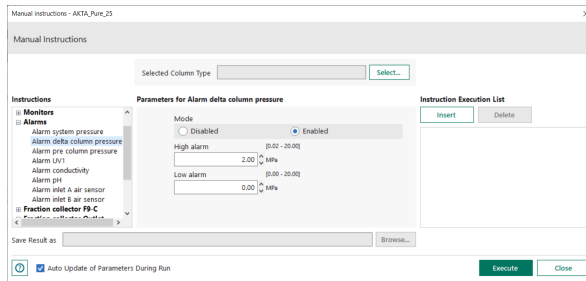 Manual instructions - AKTA_Pure_25
Manual Instructions
Selected Column Type
Select...
Instructions
Monitors
Alarms
Alarm system pressure
Alarm delta column pressure
Alarm pre column pressure
Alarm UV1
Alarm conductivity
Alarm pH
Alarm inlet A air sensor
Alarm inlet B air sensor
Fraction collector F9-C
Fraction collector Outlet
Parameters for Alarm delta column pressure
Mode
Disabled Enabled
High alarm [0.02 - 20.00]
2.00 MPa
Low alarm [0.00 - 20.00]
0.00 MPa
Instruction Execution List
Insert Delete
Save Result as
Browse...
Auto Update of Parameters During Run
Execute Close